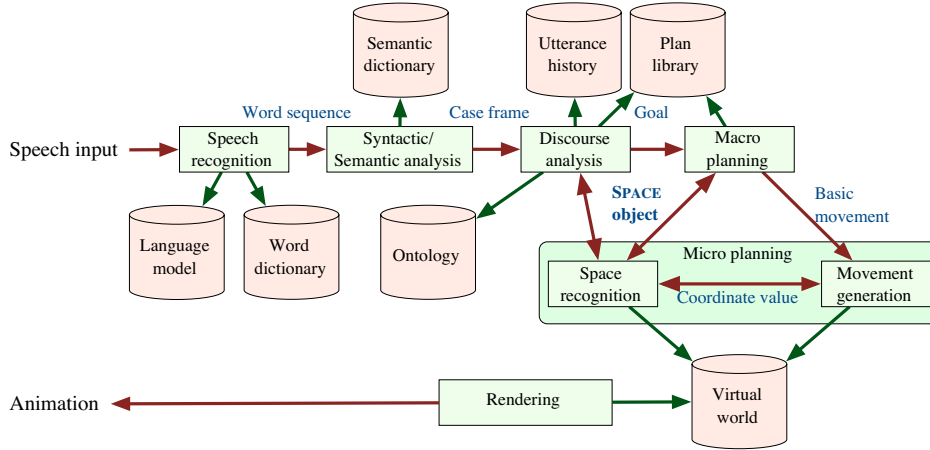 Semantic
dictionary
Utterance
history
Plan
library
Word sequence
Case frame
Goal
Speech input
Speech
recognition
Syntactic/
Semantic analysis
Discourse
analysis
Macro
planning
SPACE
object
Basic
movement
Language
model
Word
dictionary
Ontology
Micro planning
Space
recognition
Coordinate value
Movement
generation
Animation
Rendering
Virtual
world